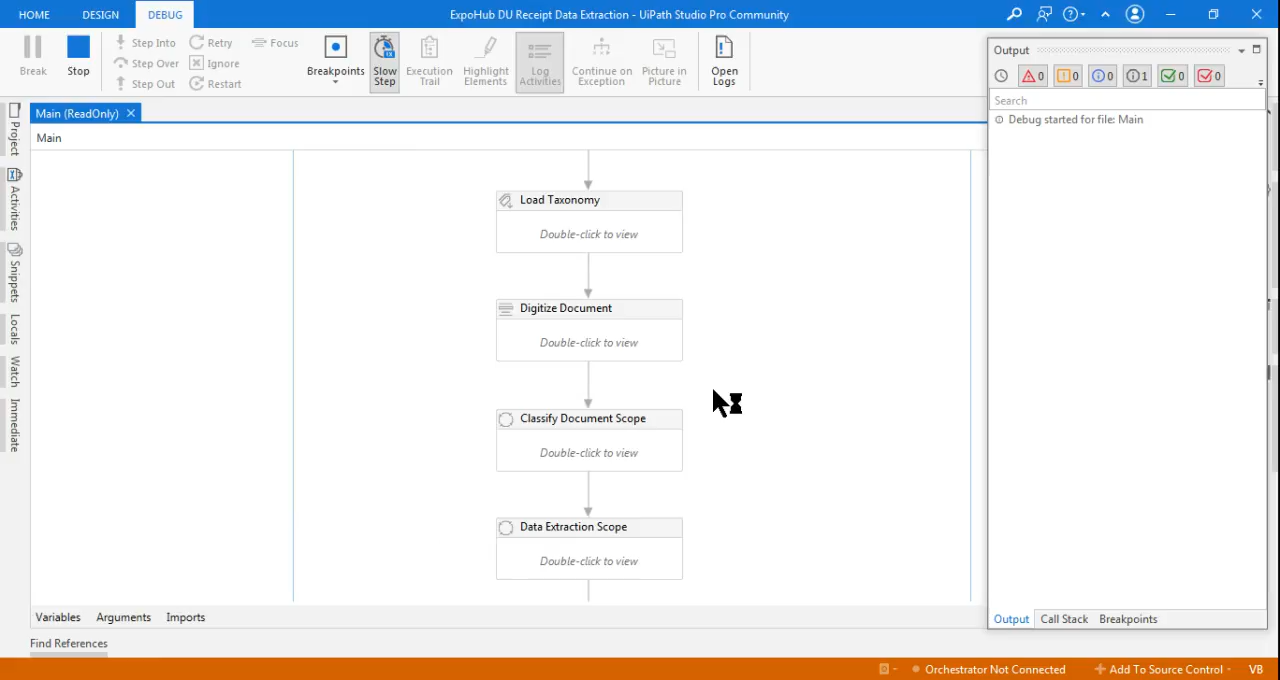 HOME DESIGN DEBUG ExpoHub DU Receipt Data Extraction - UiPath Studio Pro Community
Break Stop Step Into Step Over Step Out Retry Ignore Restart Focus Breakpoints Slow Step Execution Trail Highlight Elements Log Activities Continue on Exception Picture in Picture Open Logs
Main (ReadOnly)
Main
Project
Activities
Snippets
Locals
Watch
Immediate
Load Taxonomy
Double-click to view
Digitize Document
Double-click to view
Classify Document Scope
Double-click to view
Data Extraction Scope
Double-click to view
Output
0 0 0 1 0 0
Search
Debug started for file: Main
Output Call Stack Breakpoints
Variables Arguments Imports
Find References
Orchestrator Not Connected Add To Source Control VB